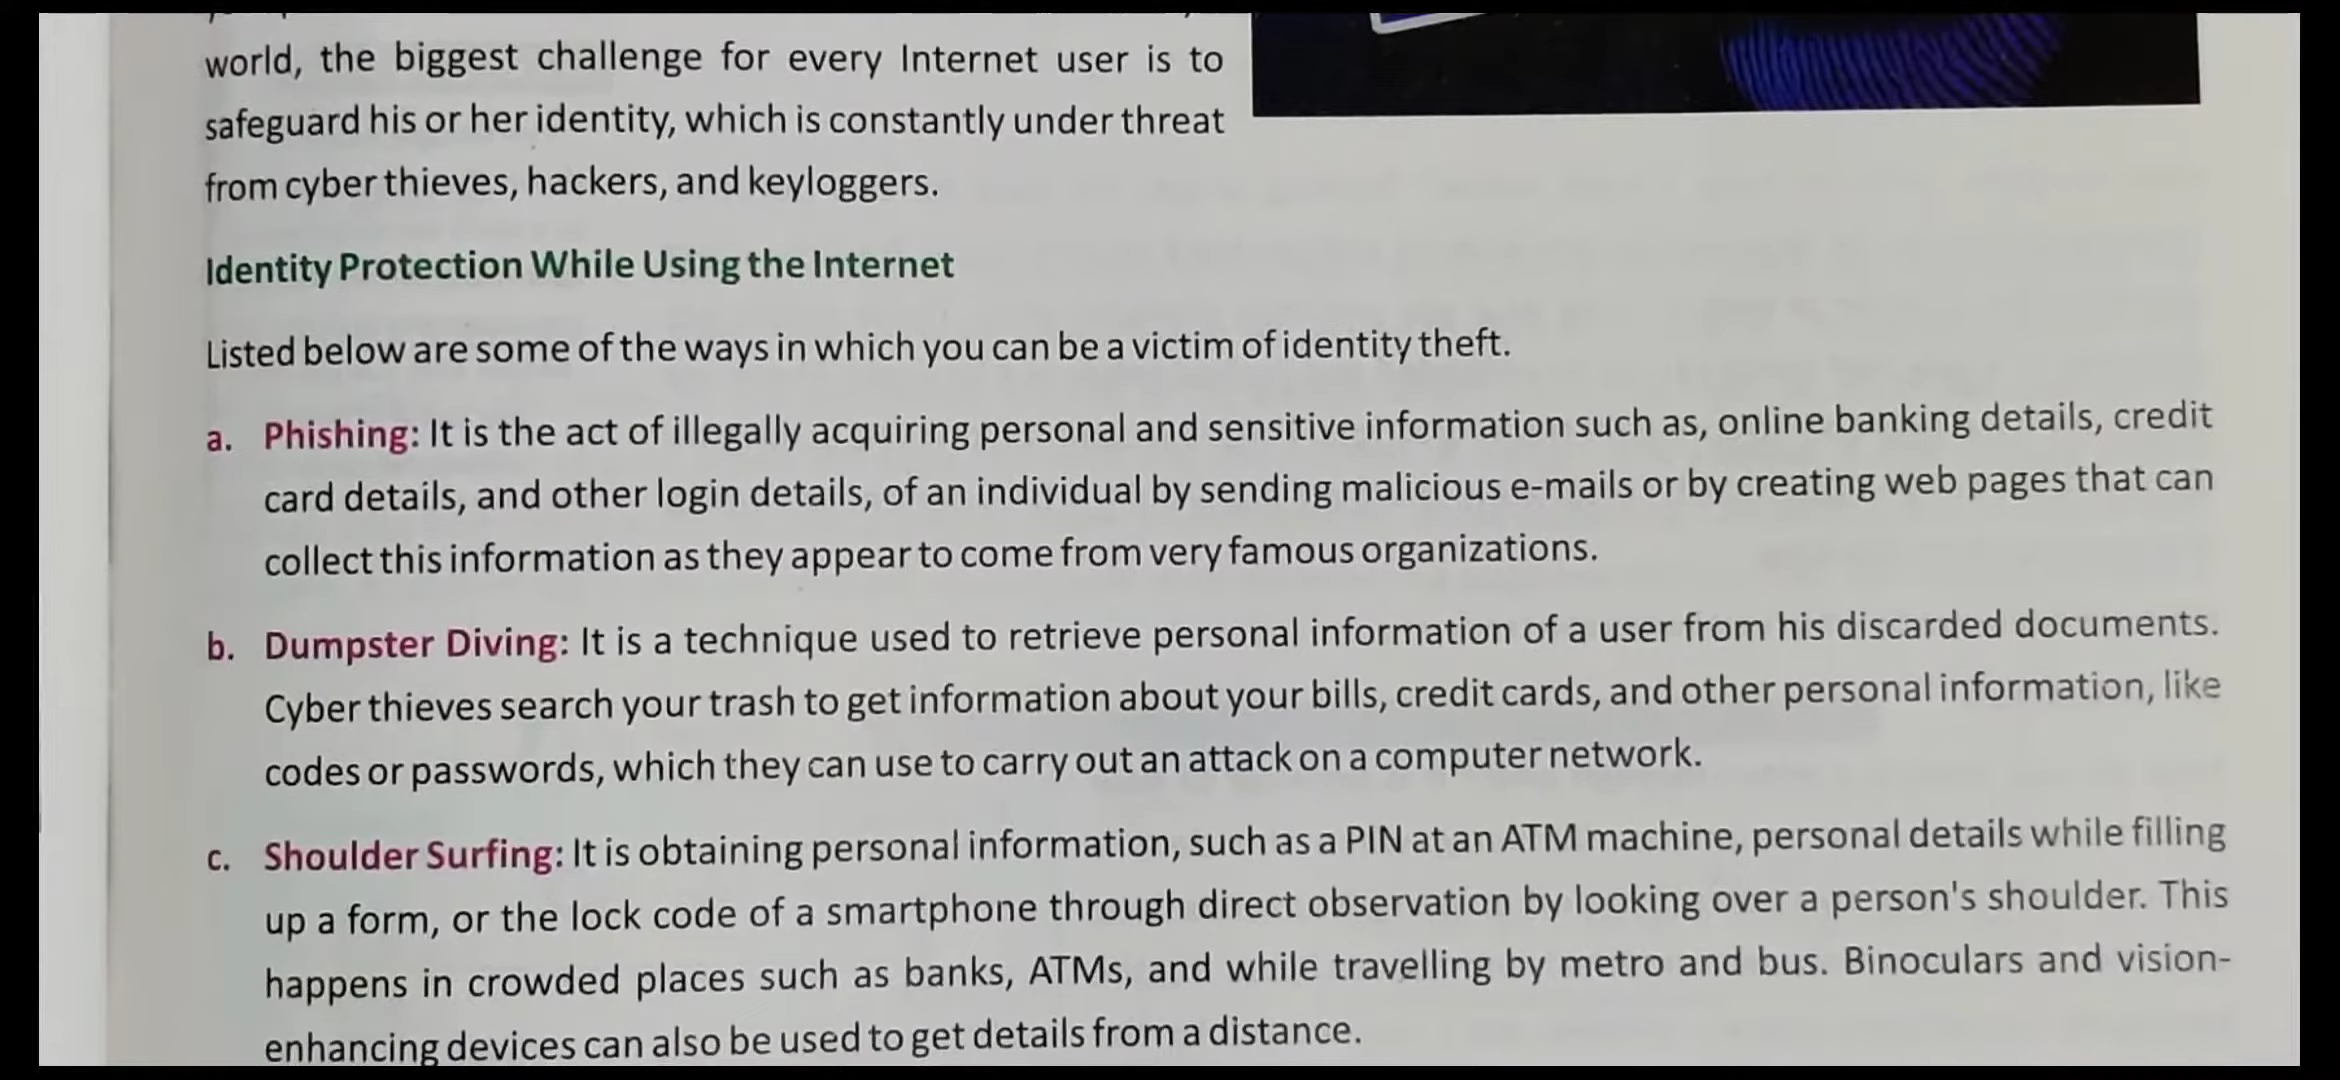 world, the biggest challenge for every Internet user is to
safeguard his or her identity, which is constantly under threat
from cyber thieves, hackers, and keyloggers.
Identity Protection While Using the Internet
Listed below are some of the ways in which you can be a victim of identity theft.
a. Phishing: It is the act of illegally acquiring personal and sensitive information such as, online banking details, credit
card details, and other login details, of an individual by sending malicious e-mails or by creating web pages that can
collect this information as they appear to come from very famous organizations.
b. Dumpster Diving: It is a technique used to retrieve personal information of a user from his discarded documents.
Cyber thieves search your trash to get information about your bills, credit cards, and other personal information, like
codes or passwords, which they can use to carry out an attack on a computer network.
c. Shoulder Surfing: It is obtaining personal information, such as a PIN at an ATM machine, personal details while filling
up a form, or the lock code of a smartphone through direct observation by looking over a person's shoulder. This
happens in crowded places such as banks, ATMs, and while travelling by metro and bus. Binoculars and vision-
enhancing devices can also be used to get details from a distance.